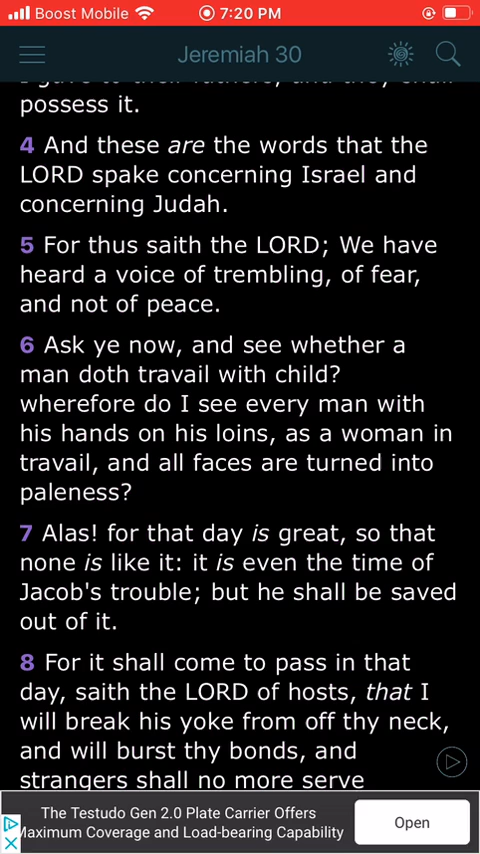 Boost Mobile 7:20 PM
Jeremiah 30
I gave to their fathers, and they shall
possess it.
4 And these are the words that the
LORD spake concerning Israel and
concerning Judah.
5 For thus saith the LORD; We have
heard a voice of trembling, of fear,
and not of peace.
6 Ask ye now, and see whether a
man doth travail with child?
wherefore do I see every man with
his hands on his loins, as a woman in
travail, and all faces are turned into
paleness?
7 Alas! for that day is great, so that
none is like it: it is even the time of
Jacob's trouble; but he shall be saved
out of it.
8 For it shall come to pass in that
day, saith the LORD of hosts, that I
will break his yoke from off thy neck,
and will burst thy bonds, and
strangers shall no more serve
The Testudo Gen 2.0 Plate Carrier Offers
Maximum Coverage and Load-bearing Capability
Open